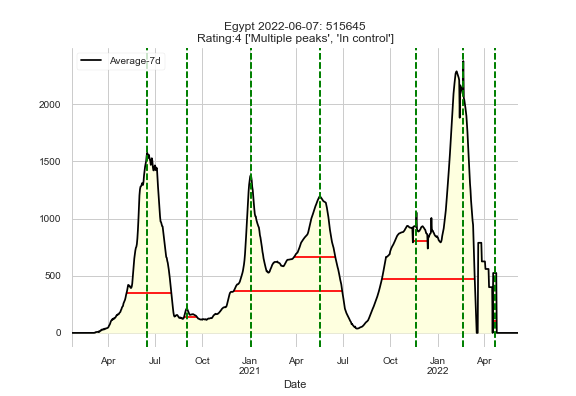 Egypt 2022-06-07: 515645
Rating:4 ['Multiple peaks', 'In control']
Average-7d
2000
1500
1000
500
0
Apr Jul Oct Jan Apr Jul Oct Jan Apr
2021 2022
Date